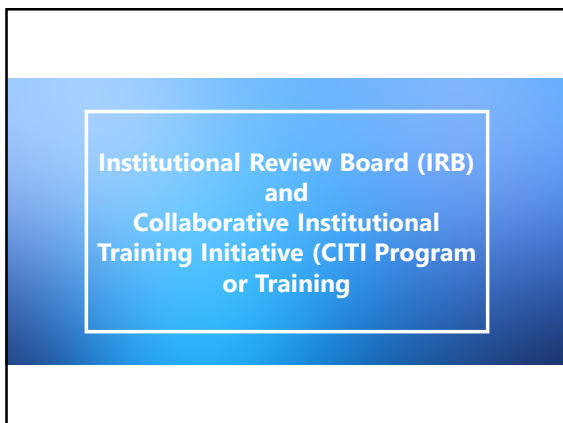 Institutional Review Board (IRB)
and
Collaborative Institutional
Training Initiative (CITI Program
or Training